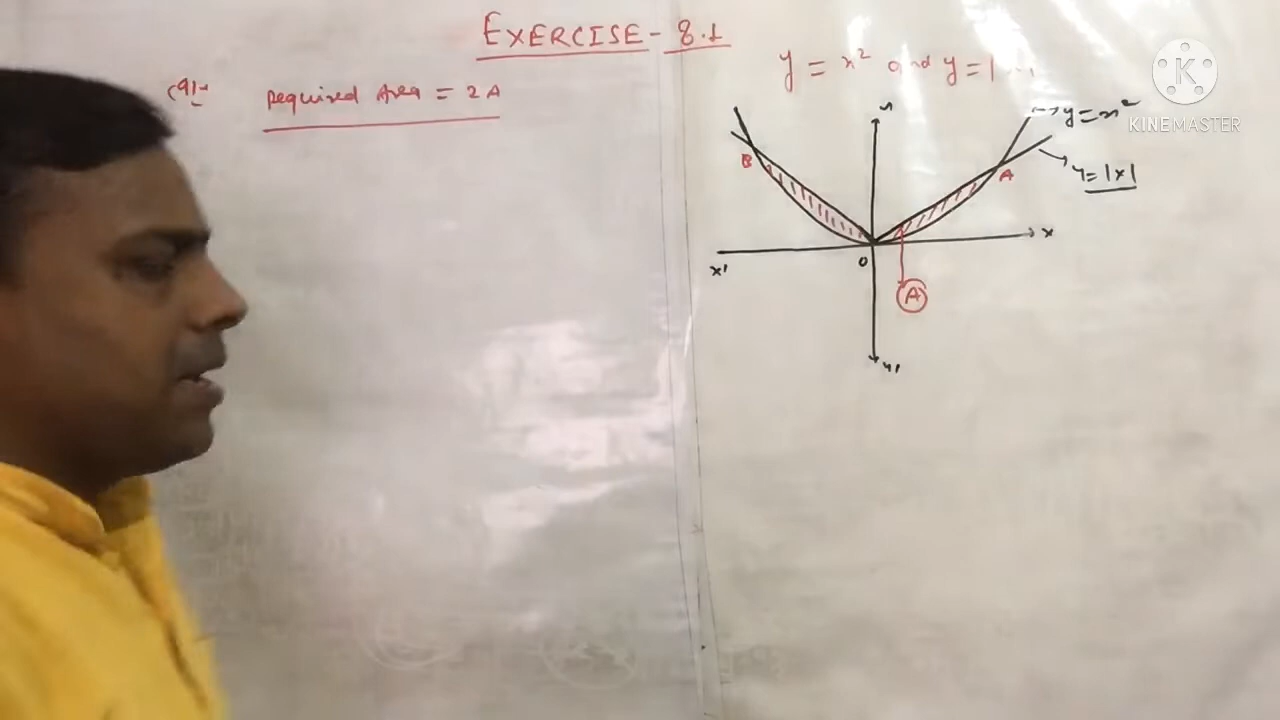 EXERCISE - 8.1
(9)→ Required Area = 2A
y = x² and y = |
y = x²
y = |x|
B
A
x
x'
O
A
y'
K
KINEMASTER